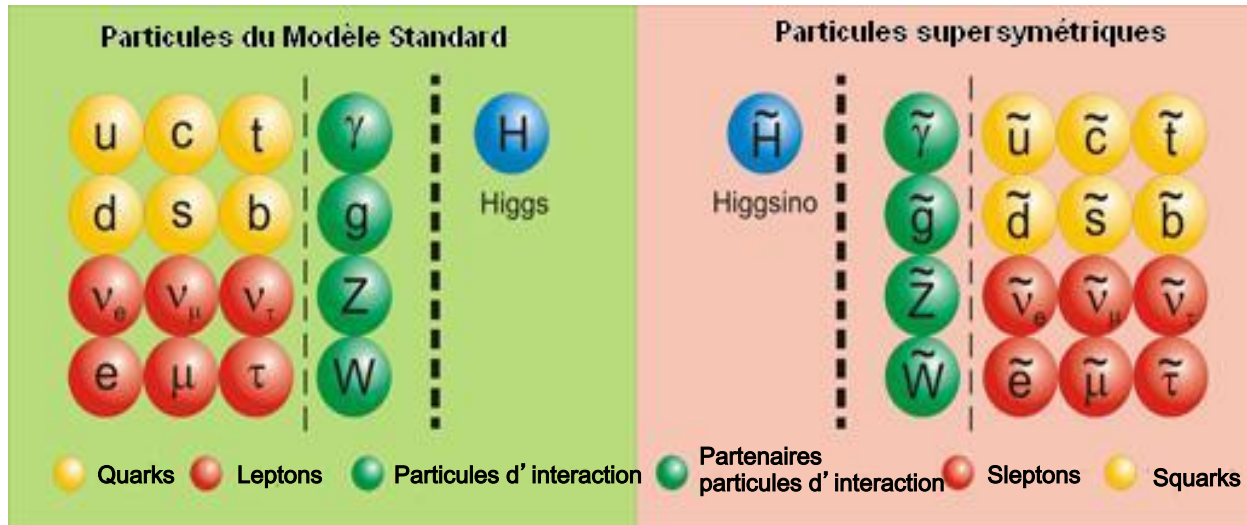 Particules du Modèle Standard
u c t γ H
Higgs
d s b g
νe νμ ντ Z
e μ τ W
Quarks Leptons Particules d’interaction
Particules supersymétriques
H̃ γ̃ ũ c̃ t̃
Higgsino
g̃ d̃ s̃ b̃
Z̃ ν̃e ν̃μ ν̃τ
W̃ ẽ μ̃ τ̃
Partenaires
particules d’interaction Sleptons Squarks